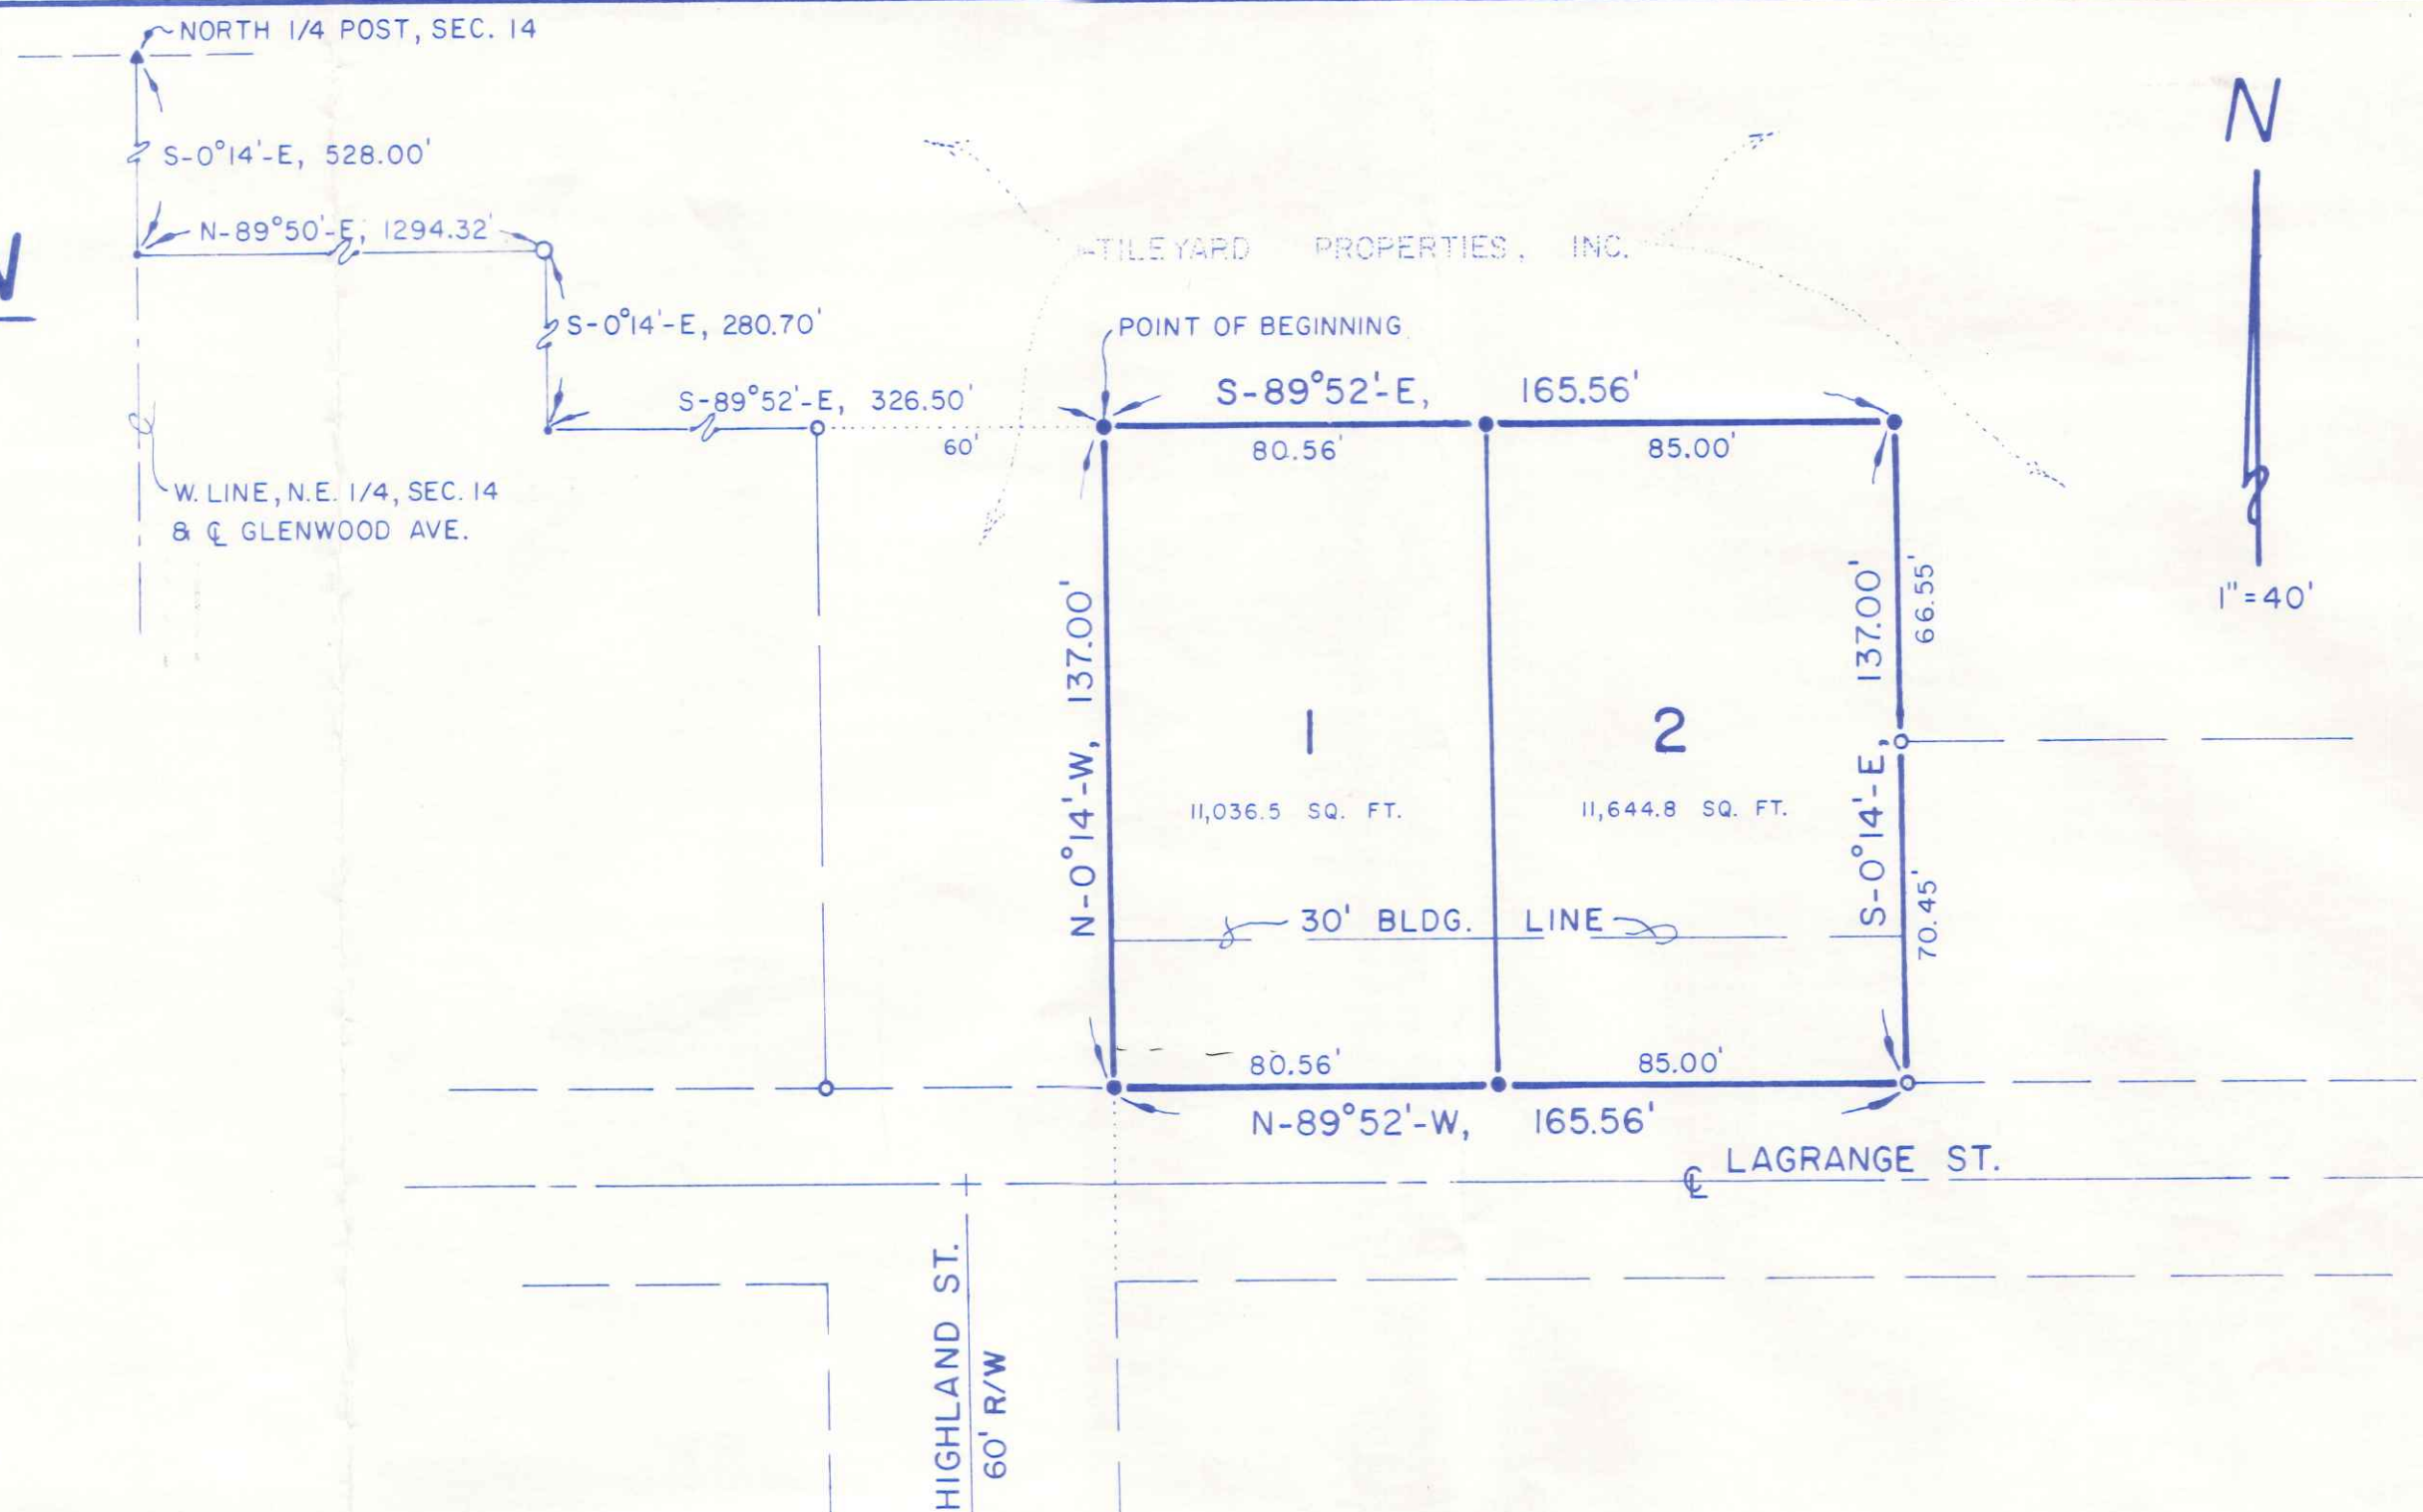 NORTH 1/4 POST, SEC. 14
N
S-0°14'-E, 528.00'
N-89°50'-E, 1294.32'
TILEYARD PROPERTIES, INC.
S-0°14'-E, 280.70'
POINT OF BEGINNING
S-89°52'-E, 165.56'
S-89°52'-E, 326.50'
60'
80.56'
85.00'
W. LINE, N.E. 1/4, SEC. 14
& ℄ GLENWOOD AVE.
N-0°14'-W, 137.00'
S-0°14'-E, 137.00'
66.55'
1"=40'
1
2
11,036.5 SQ. FT.
11,644.8 SQ. FT.
70.45'
30' BLDG. LINE
80.56'
85.00'
N-89°52'-W, 165.56'
℄ LAGRANGE ST.
HIGHLAND ST.
60' R/W